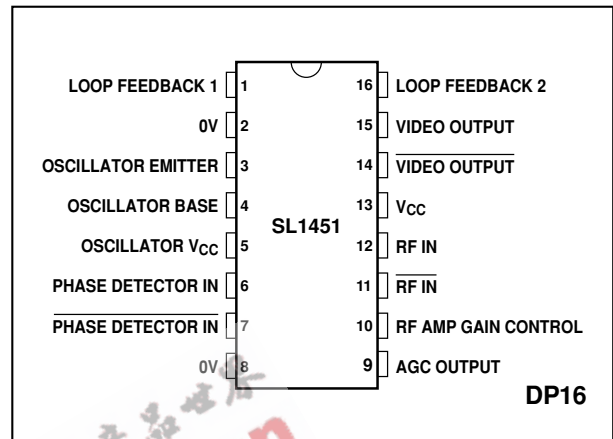 LOOP FEEDBACK 1 1
0V 2
OSCILLATOR EMITTER 3
OSCILLATOR BASE 4
OSCILLATOR VCC 5
PHASE DETECTOR IN 6
PHASE DETECTOR IN 7
0V 8
SL1451
16 LOOP FEEDBACK 2
15 VIDEO OUTPUT
14 VIDEO OUTPUT
13 VCC
12 RF IN
11 RF IN
10 RF AMP GAIN CONTROL
9 AGC OUTPUT
DP16